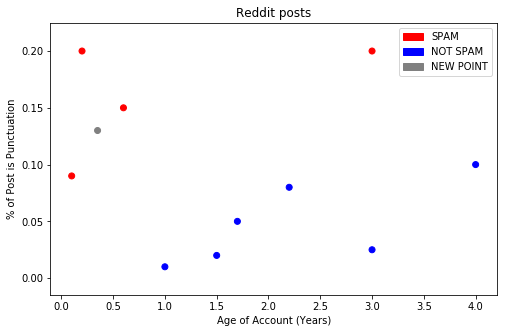 Reddit posts
SPAM
NOT SPAM
NEW POINT
% of Post is Punctuation
0.20
0.15
0.10
0.05
0.00
0.0 0.5 1.0 1.5 2.0 2.5 3.0 3.5 4.0
Age of Account (Years)